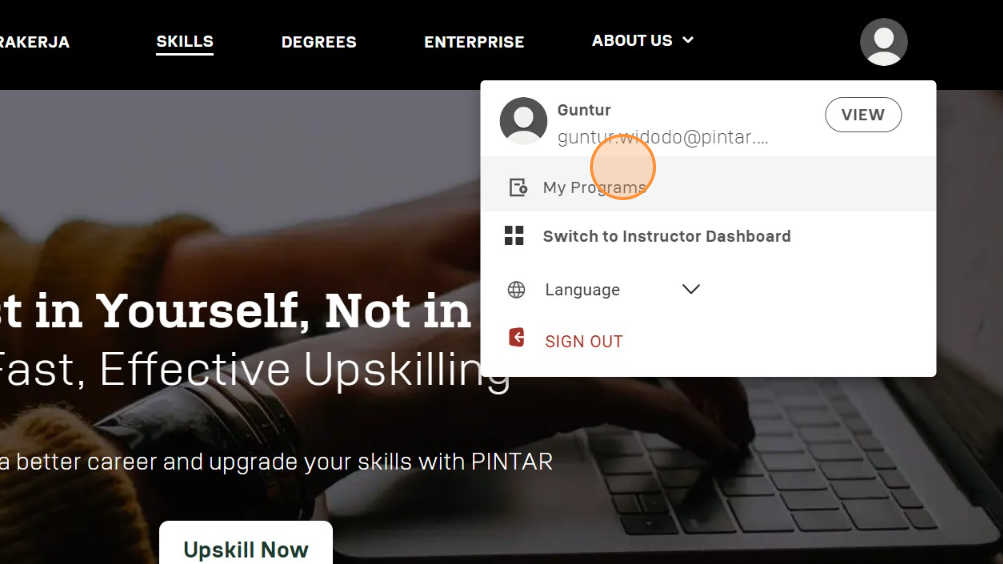 RAKERJA SKILLS DEGREES ENTERPRISE ABOUT US
Guntur
VIEW
guntur.widodo@pintar....
My Programs
Switch to Instructor Dashboard
Language
SIGN OUT
st in Yourself, Not in
Fast, Effective Upskilling
a better career and upgrade your skills with PINTAR
Upskill Now